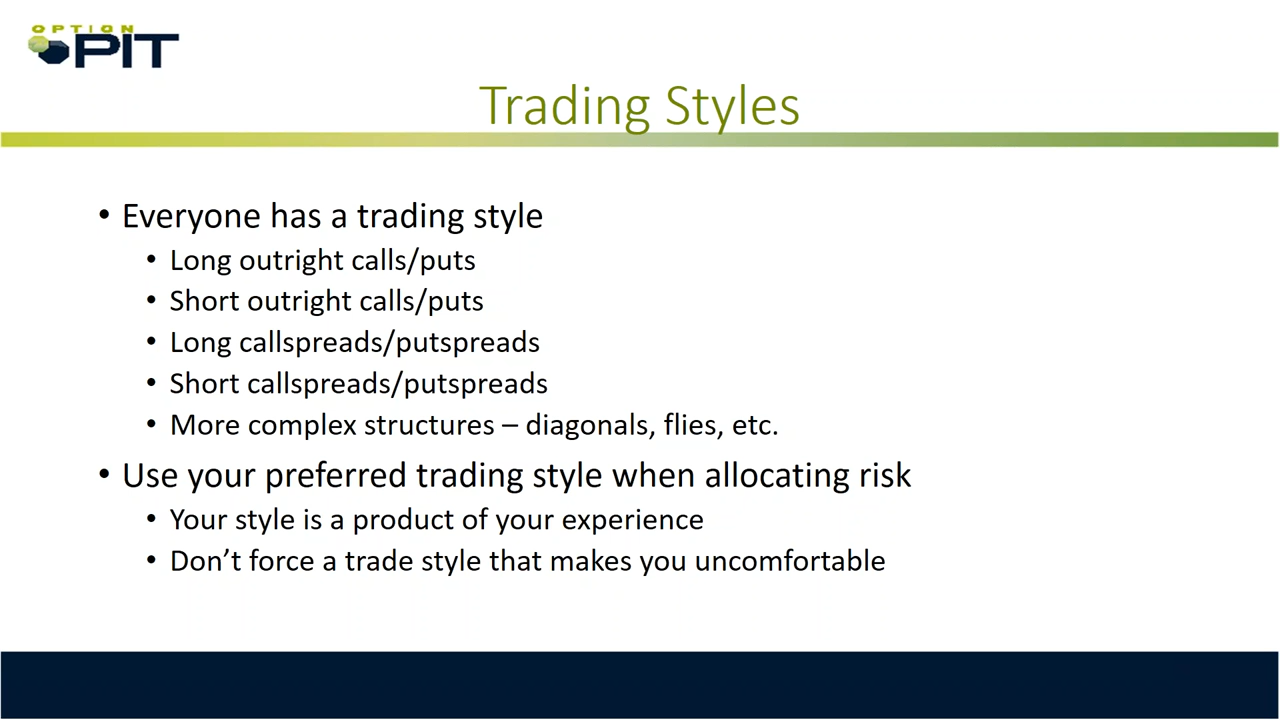 OPTION
PIT
Trading Styles
• Everyone has a trading style
• Long outright calls/puts
• Short outright calls/puts
• Long callspreads/putspreads
• Short callspreads/putspreads
• More complex structures – diagonals, flies, etc.
• Use your preferred trading style when allocating risk
• Your style is a product of your experience
• Don’t force a trade style that makes you uncomfortable